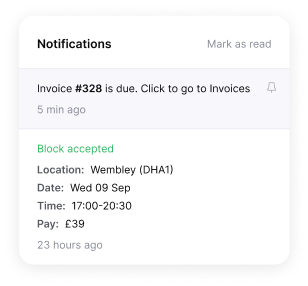 Notifications Mark as read
Invoice #328 is due. Click to go to Invoices
5 min ago
Block accepted
Location: Wembley (DHA1)
Date: Wed 09 Sep
Time: 17:00-20:30
Pay: £39
23 hours ago